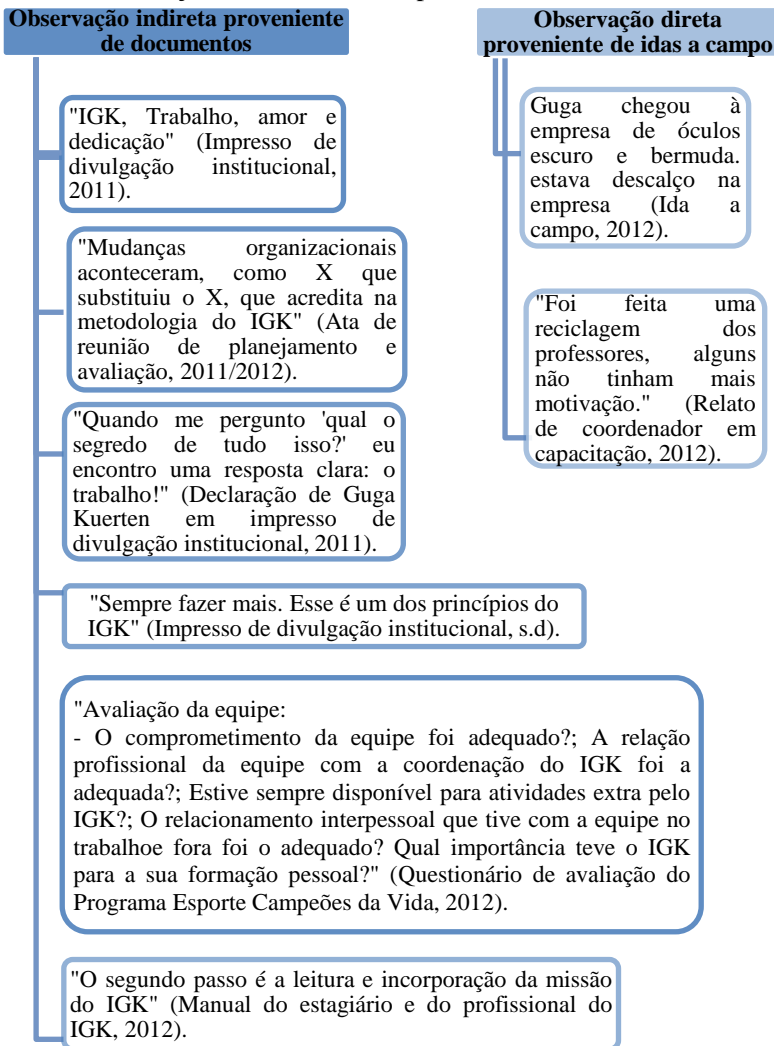 Observação indireta proveniente
de documentos
"IGK, Trabalho, amor e
dedicação" (Impresso de
divulgação institucional,
2011).
"Mudanças organizacionais
aconteceram, como X que
substituiu o X, que acredita na
metodologia do IGK" (Ata de
reunião de planejamento e
avaliação, 2011/2012).
"Quando me pergunto 'qual o
segredo de tudo isso?' eu
encontro uma resposta clara: o
trabalho!" (Declaração de Guga
Kuerten em impresso de
divulgação institucional, 2011).
"Sempre fazer mais. Esse é um dos princípios do
IGK" (Impresso de divulgação institucional, s.d).
"Avaliação da equipe:
- O comprometimento da equipe foi adequado?; A relação
profissional da equipe com a coordenação do IGK foi a
adequada?; Estive sempre disponível para atividades extra pelo
IGK?; O relacionamento interpessoal que tive com a equipe no
trabalhoe fora foi o adequado? Qual importância teve o IGK
para a sua formação pessoal?" (Questionário de avaliação do
Programa Esporte Campeões da Vida, 2012).
"O segundo passo é a leitura e incorporação da missão
do IGK" (Manual do estagiário e do profissional do
IGK, 2012).
Observação direta
proveniente de idas a campo
Guga chegou à
empresa de óculos
escuro e bermuda.
estava descalço na
empresa (Ida a
campo, 2012).
"Foi feita uma
reciclagem dos
professores, alguns
não tinham mais
motivação." (Relato
de coordenador em
capacitação, 2012).